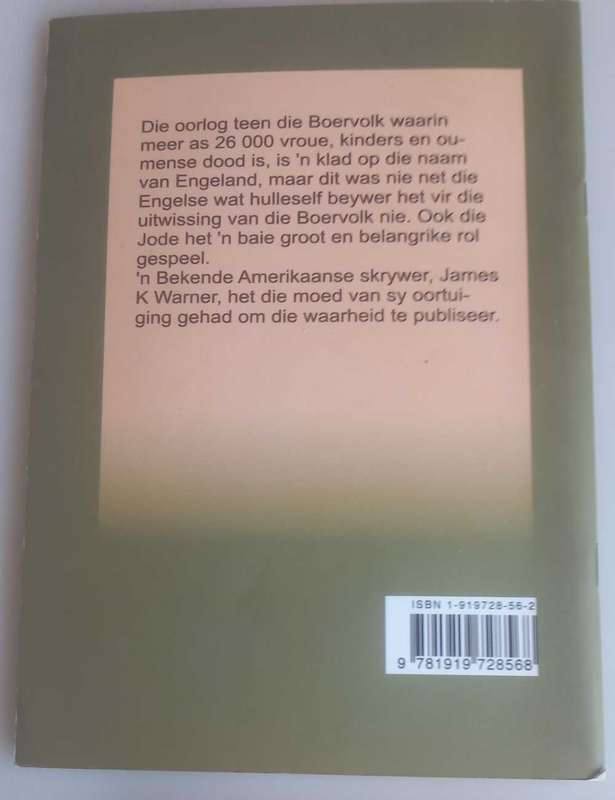 Die oorlog teen die Boervolk waarin
meer as 26 000 vroue, kinders en ou-
mense dood is, is 'n klad op die naam
van Engeland, maar dit was nie net die
Engelse wat hulleself beywer het vir die
uitwissing van die Boervolk nie. Ook die
Jode het 'n baie groot en belangrike rol
gespeel.
'n Bekende Amerikaanse skrywer, James
K Warner, het die moed van sy oortui-
ging gehad om die waarheid te publiseer.
ISBN 1-919728-56-2
9 781919 728568